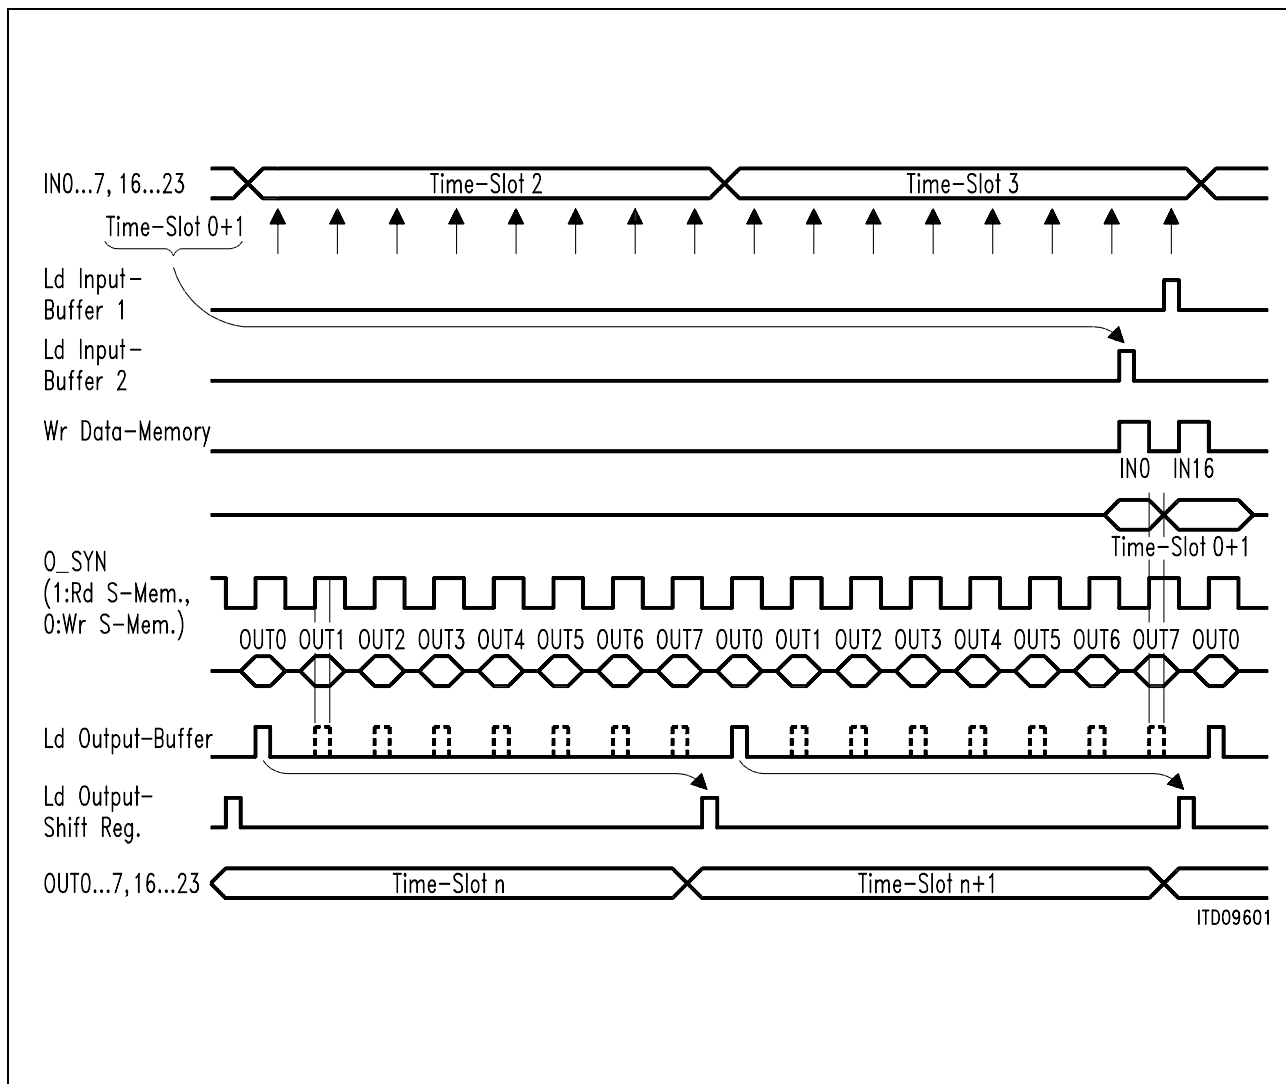 IN0...7, 16...23
Time-Slot 2
Time-Slot 3
Time-Slot 0+1
Ld Input-
Buffer 1
Ld Input-
Buffer 2
Wr Data-Memory
IN0
IN16
Time-Slot 0+1
O_SYN
(1:Rd S-Mem.,
0:Wr S-Mem.)
OUT0 OUT1 OUT2 OUT3 OUT4 OUT5 OUT6 OUT7 OUT0 OUT1 OUT2 OUT3 OUT4 OUT5 OUT6 OUT7 OUT0
Ld Output-Buffer
Ld Output-
Shift Reg.
OUT0...7, 16...23
Time-Slot n
Time-Slot n+1
ITD09601